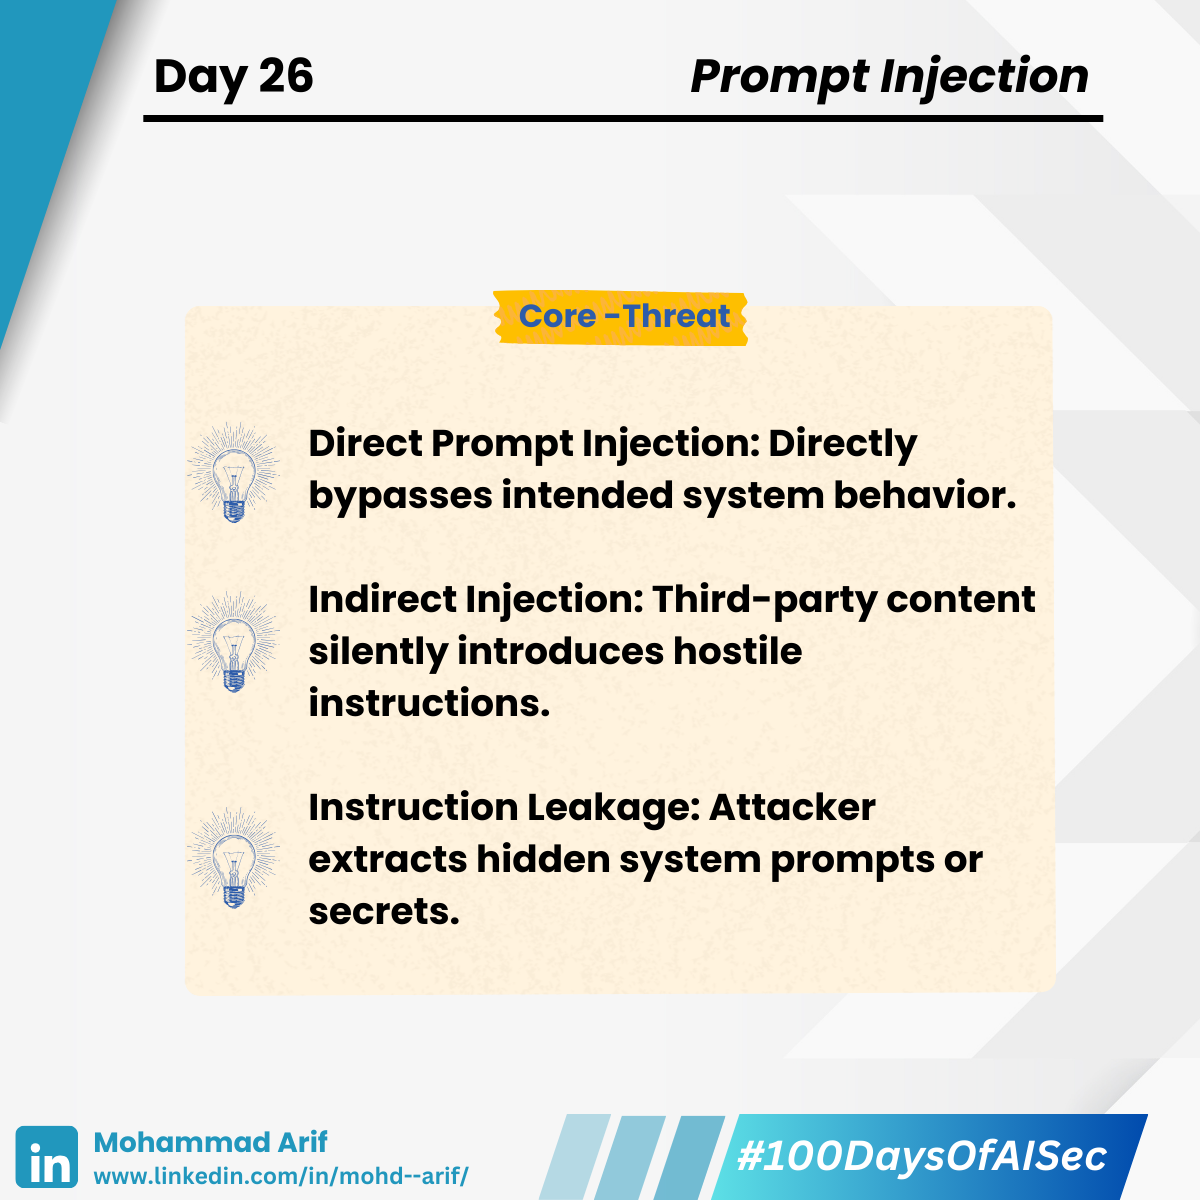 Day 26
Prompt Injection
Core -Threat
Direct Prompt Injection: Directly
bypasses intended system behavior.
Indirect Injection: Third-party content
silently introduces hostile
instructions.
Instruction Leakage: Attacker
extracts hidden system prompts or
secrets.
in
Mohammad Arif
www.linkedin.com/in/mohd--arif/
#100DaysOfAISec